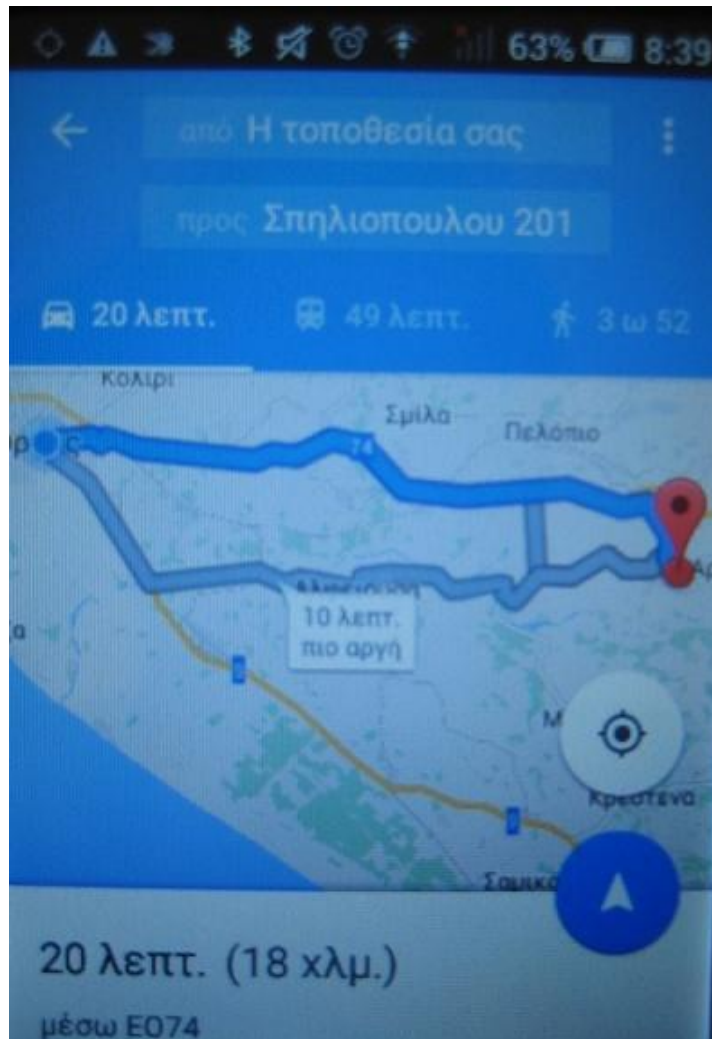 63% 8:39
από Η τοποθεσία σας
προς Σπηλιοπουλου 201
20 λεπτ. 49 λεπτ. 3 ω 52
Κολιρι
Σμίλα
Πελόπιο
74
10 λεπτ.
πιο αργή
Κρεστενα
20 λεπτ. (18 χλμ.)
μέσω ΕΟ74